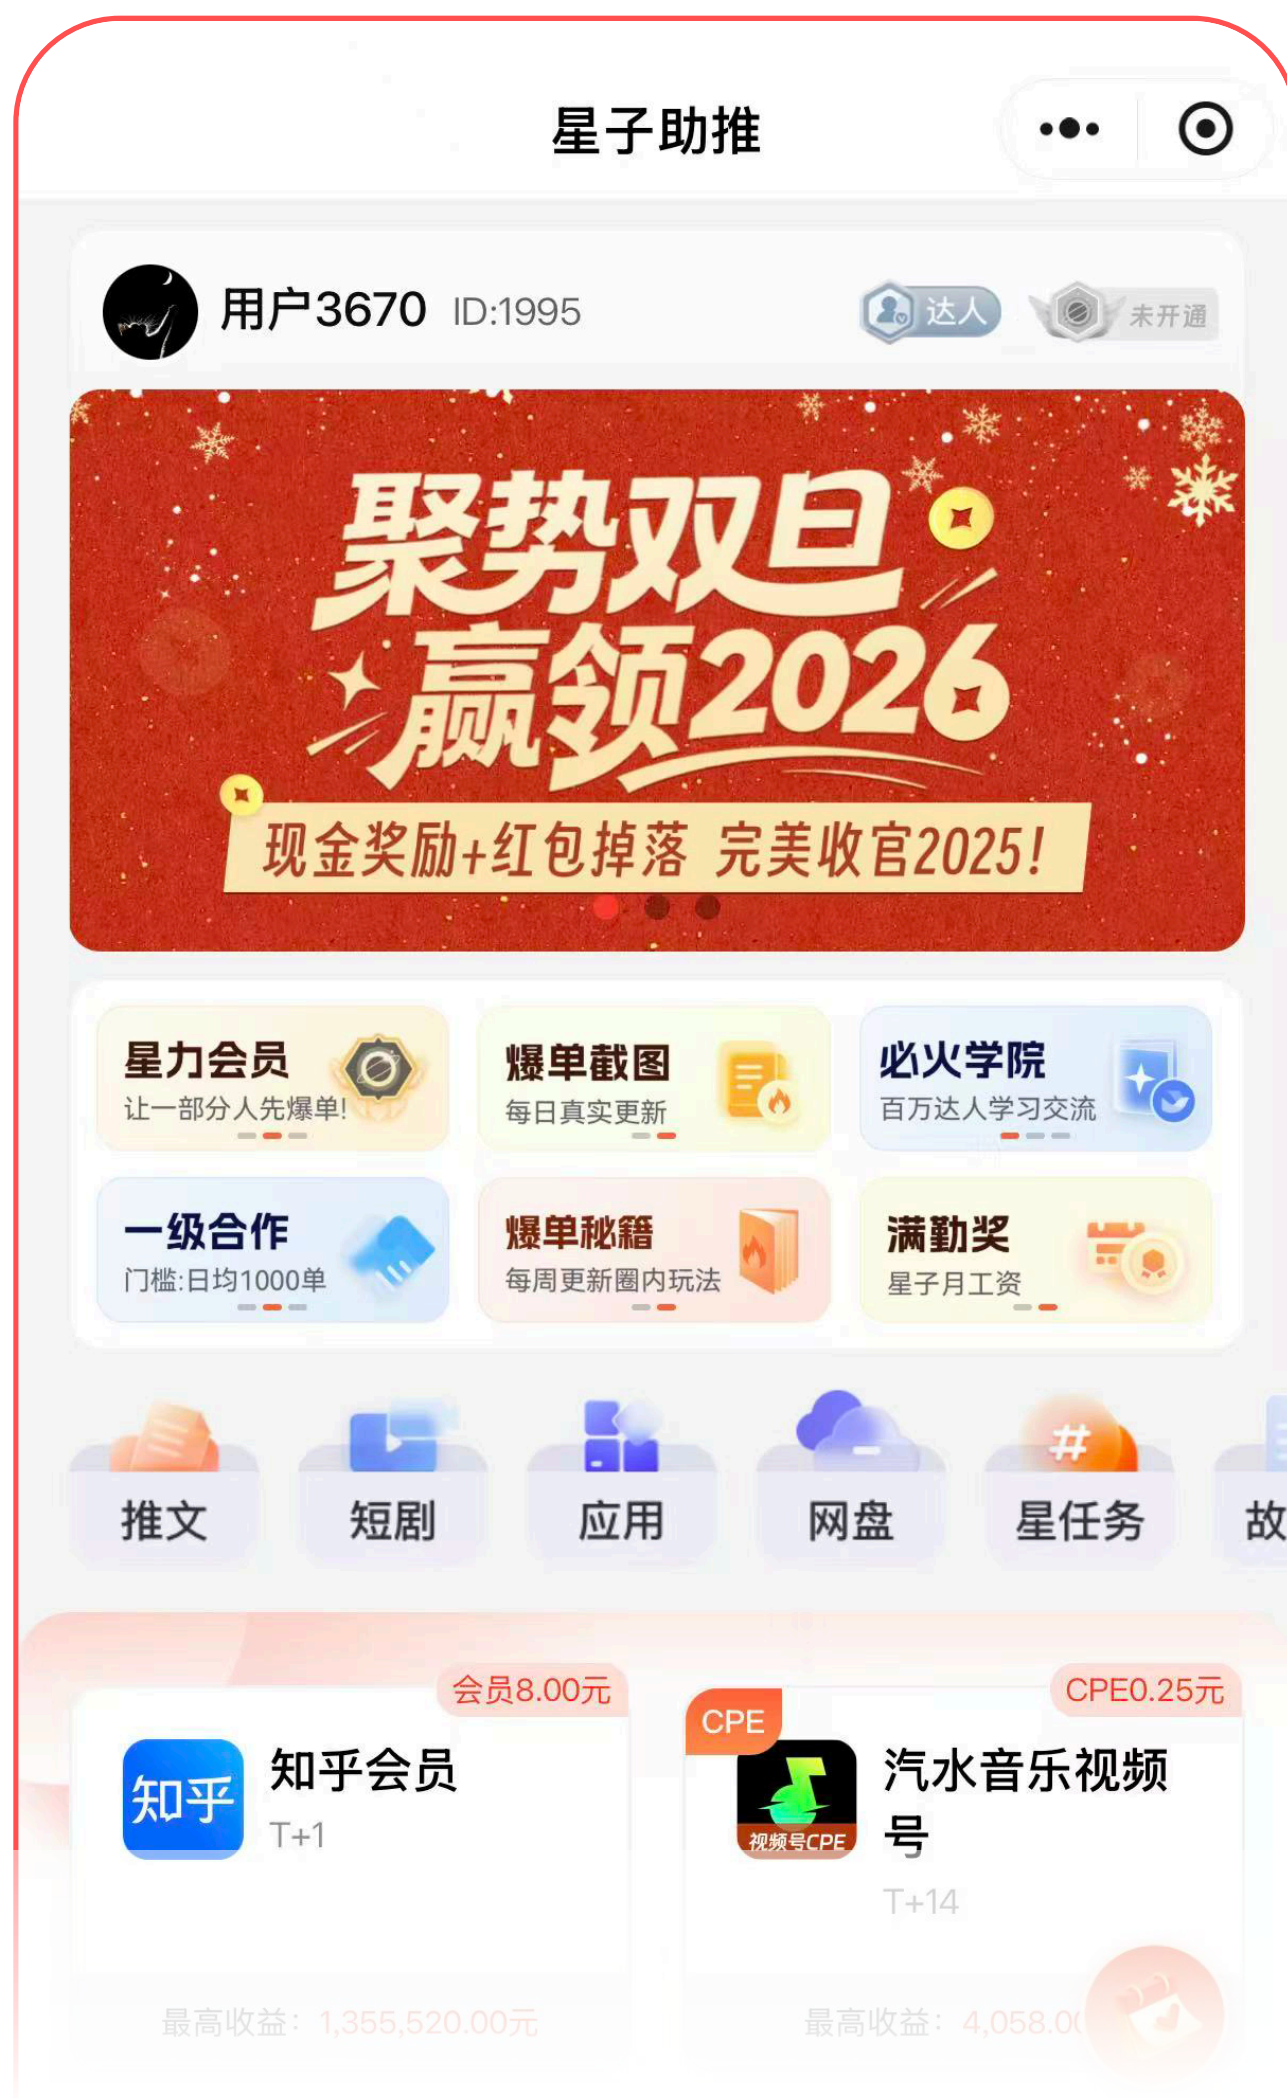 星子助推
用户3670 ID:1995 达人 未开通
聚势双旦
赢领2026
现金奖励+红包掉落 完美收官2025!
星力会员
让一部分人先爆单!
爆单截图
每日真实更新
必火学院
百万达人学习交流
一级合作
门槛:日均1000单
爆单秘籍
每周更新圈内玩法
满勤奖
星子月工资
推文 短剧 应用 网盘 星任务 故
会员8.00元
知乎
知乎会员
T+1
最高收益：1,355,520.00元
CPE0.25元
CPE
视频号CPE
汽水音乐视频
号
T+14
最高收益：4,058.0